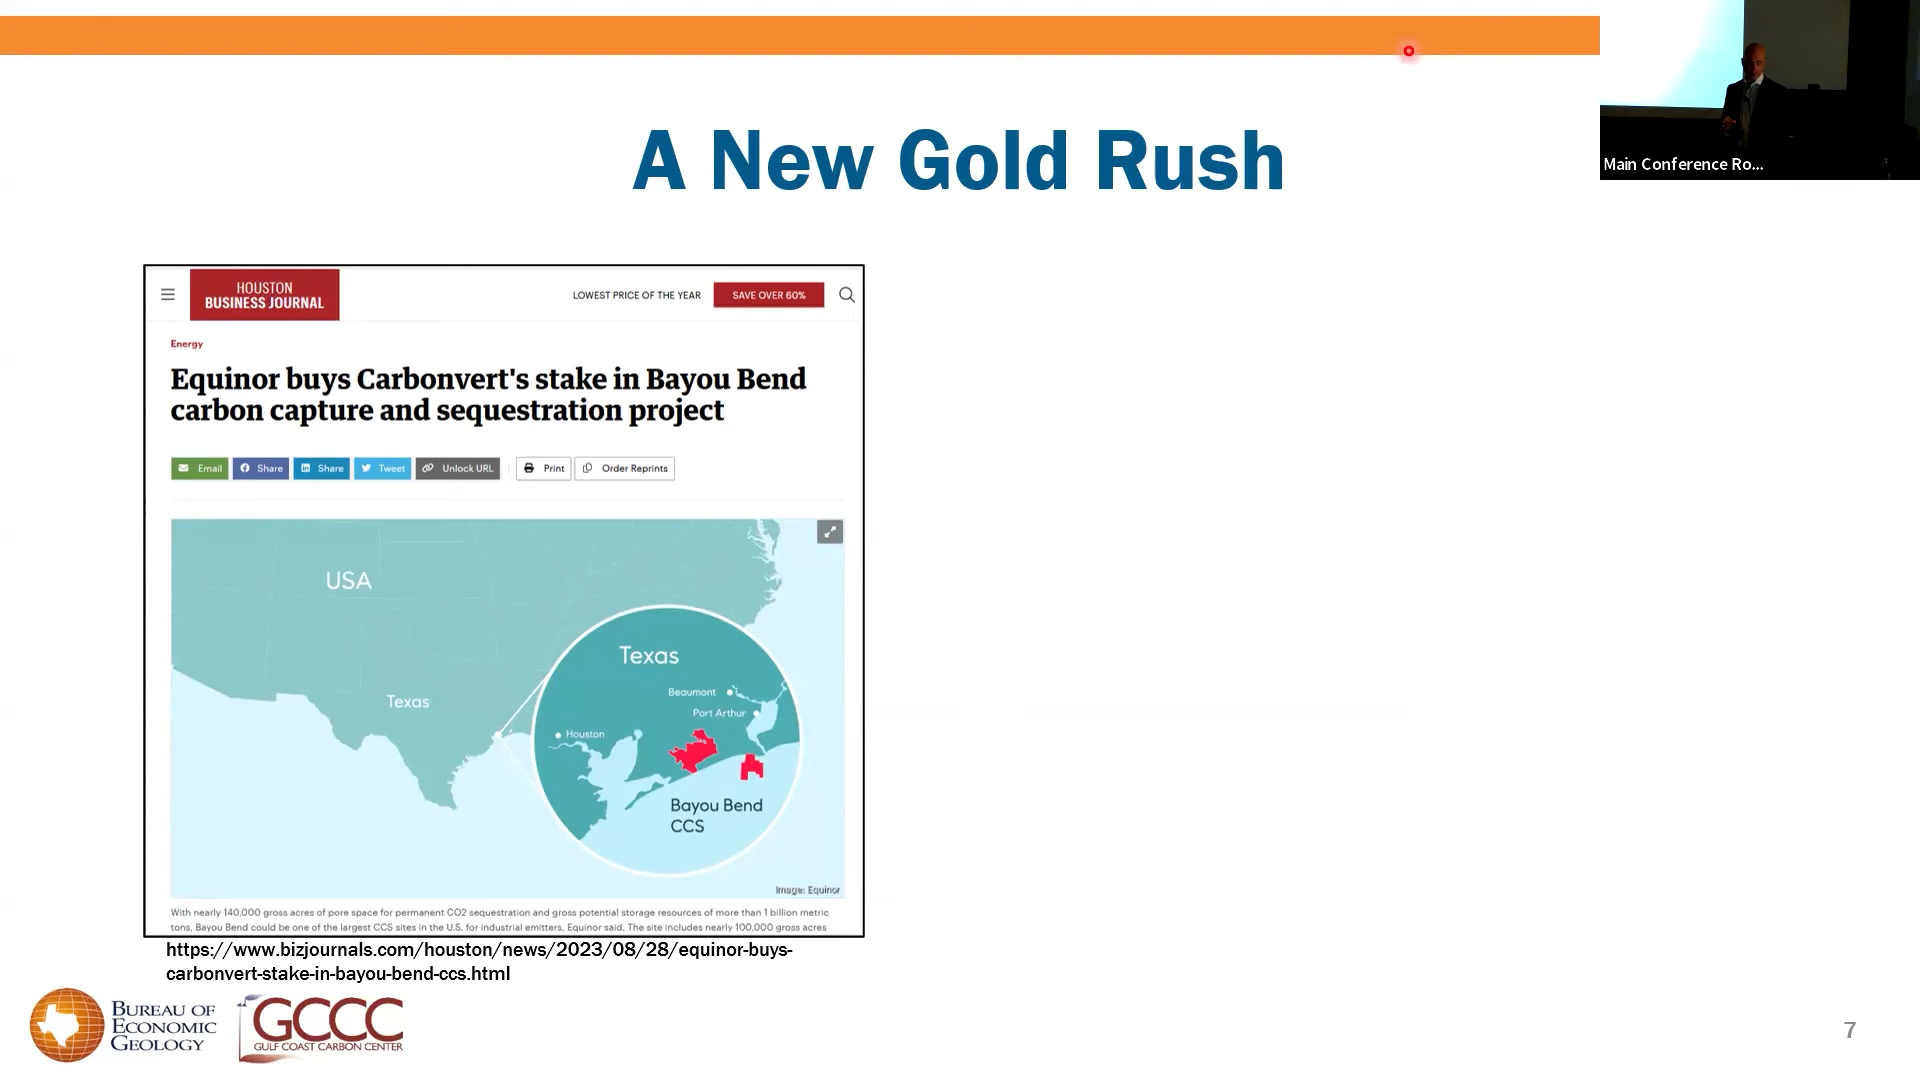 A New Gold Rush
Main Conference Ro...
HOUSTON
BUSINESS JOURNAL
LOWEST PRICE OF THE YEAR
SAVE OVER 60%
Energy
Equinor buys Carbonvert's stake in Bayou Bend
carbon capture and sequestration project
Email
Share
Share
Tweet
Unlock URL
Print
Order Reprints
USA
Texas
Texas
Beaumont
Port Arthur
Houston
Bayou Bend
CCS
Image: Equinor
With nearly 140,000 gross acres of pore space for permanent CO2 sequestration and gross potential storage resources of more than 1 billion metric
tons, Bayou Bend could be one of the largest CCS sites in the U.S. for industrial emitters, Equinor said. The site includes nearly 100,000 gross acres
https://www.bizjournals.com/houston/news/2023/08/28/equinor-buys-
carbonvert-stake-in-bayou-bend-ccs.html
BUREAU OF
ECONOMIC
GEOLOGY
GCCC
GULF COAST CARBON CENTER
7